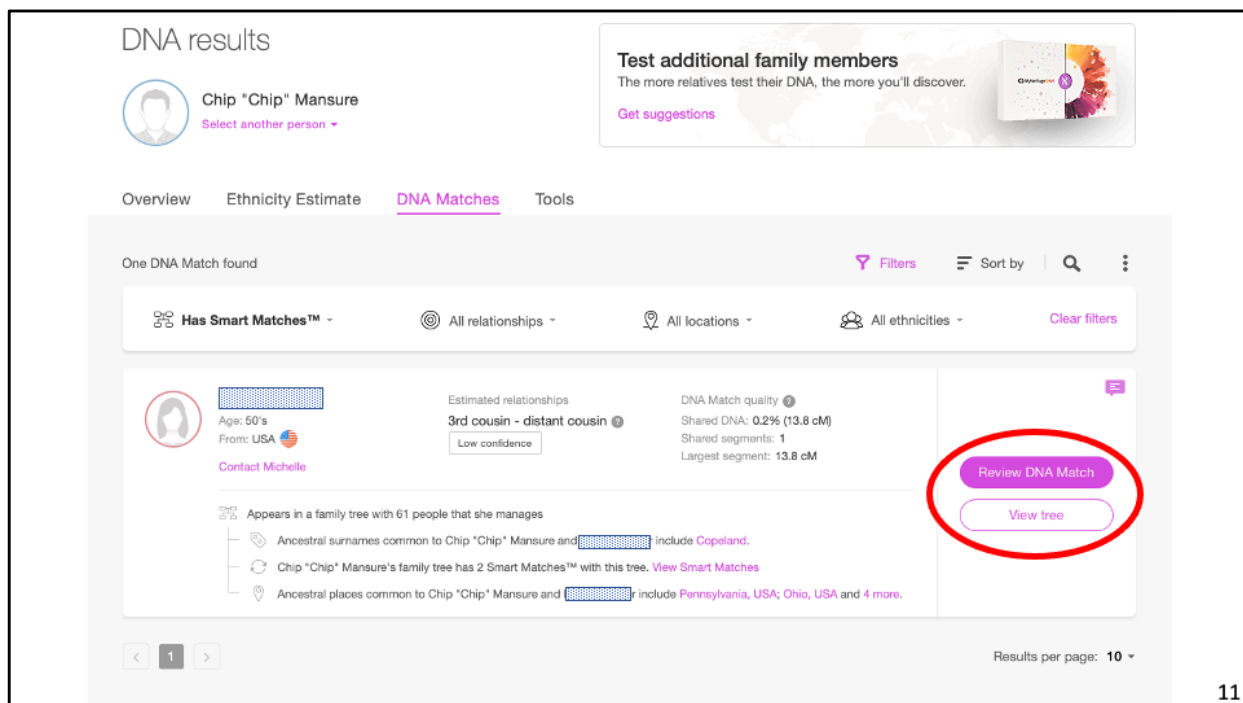 DNA results
Test additional family members
The more relatives test their DNA, the more you'll discover.
Get suggestions
MyHeritage DNA
Chip "Chip" Mansure
Select another person
Overview Ethnicity Estimate DNA Matches Tools
One DNA Match found Filters Sort by
Has Smart Matches™ All relationships All locations All ethnicities Clear filters
Estimated relationships DNA Match quality ?
Age: 50's 3rd cousin - distant cousin ? Shared DNA: 0.2% (13.8 cM)
From: USA Low confidence Shared segments: 1
Largest segment: 13.8 cM
Contact Michelle
Review DNA Match
View tree
Appears in a family tree with 61 people that she manages
Ancestral surnames common to Chip "Chip" Mansure and include Copeland.
Chip "Chip" Mansure's family tree has 2 Smart Matches™ with this tree. View Smart Matches
Ancestral places common to Chip "Chip" Mansure and r include Pennsylvania, USA; Ohio, USA and 4 more.
< 1 > Results per page: 10
11